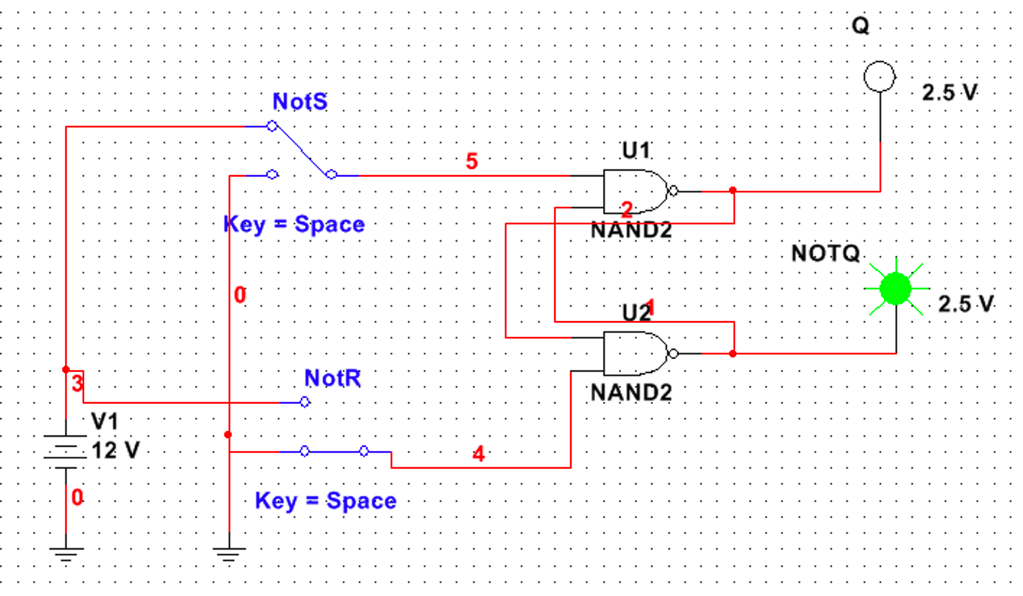 Q
2.5 V
NotS
U1
5
2
Key = Space
NAND2
NOTQ
0
1
U2
2.5 V
NotR
3
NAND2
V1
12 V
4
0
Key = Space